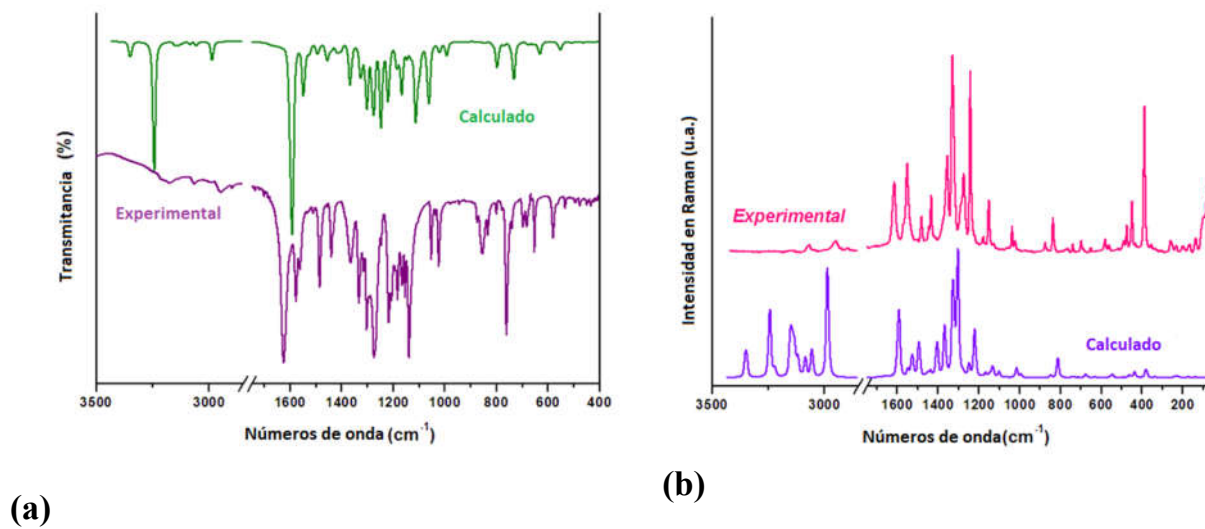 Transmitancia (%)
Calculado
Experimental
3500 3000 1600 1400 1200 1000 800 600 400
Números de onda (cm⁻¹)
(a)
Intensidad en Raman (u.a.)
Experimental
Calculado
3500 3000 1600 1400 1200 1000 800 600 400 200
Números de onda(cm⁻¹)
(b)